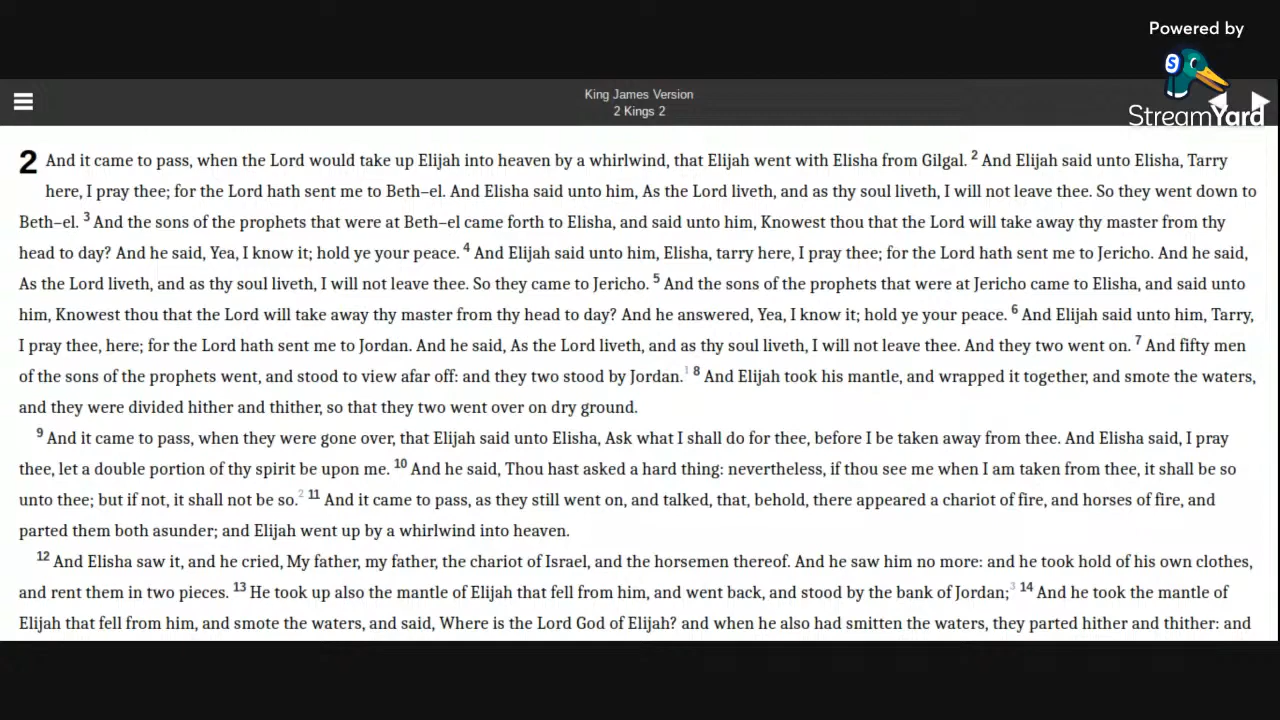 Powered by
StreamYard
King James Version
2 Kings 2
2 And it came to pass, when the Lord would take up Elijah into heaven by a whirlwind, that Elijah went with Elisha from Gilgal. 2 And Elijah said unto Elisha, Tarry
here, I pray thee; for the Lord hath sent me to Beth–el. And Elisha said unto him, As the Lord liveth, and as thy soul liveth, I will not leave thee. So they went down to
Beth–el. 3 And the sons of the prophets that were at Beth–el came forth to Elisha, and said unto him, Knowest thou that the Lord will take away thy master from thy
head to day? And he said, Yea, I know it; hold ye your peace. 4 And Elijah said unto him, Elisha, tarry here, I pray thee; for the Lord hath sent me to Jericho. And he said,
As the Lord liveth, and as thy soul liveth, I will not leave thee. So they came to Jericho. 5 And the sons of the prophets that were at Jericho came to Elisha, and said unto
him, Knowest thou that the Lord will take away thy master from thy head to day? And he answered, Yea, I know it; hold ye your peace. 6 And Elijah said unto him, Tarry,
I pray thee, here; for the Lord hath sent me to Jordan. And he said, As the Lord liveth, and as thy soul liveth, I will not leave thee. And they two went on. 7 And fifty men
of the sons of the prophets went, and stood to view afar off: and they two stood by Jordan.1 8 And Elijah took his mantle, and wrapped it together, and smote the waters,
and they were divided hither and thither, so that they two went over on dry ground.
9 And it came to pass, when they were gone over, that Elijah said unto Elisha, Ask what I shall do for thee, before I be taken away from thee. And Elisha said, I pray
thee, let a double portion of thy spirit be upon me. 10 And he said, Thou hast asked a hard thing: nevertheless, if thou see me when I am taken from thee, it shall be so
unto thee; but if not, it shall not be so.2 11 And it came to pass, as they still went on, and talked, that, behold, there appeared a chariot of fire, and horses of fire, and
parted them both asunder; and Elijah went up by a whirlwind into heaven.
12 And Elisha saw it, and he cried, My father, my father, the chariot of Israel, and the horsemen thereof. And he saw him no more: and he took hold of his own clothes,
and rent them in two pieces. 13 He took up also the mantle of Elijah that fell from him, and went back, and stood by the bank of Jordan;3 14 And he took the mantle of
Elijah that fell from him, and smote the waters, and said, Where is the Lord God of Elijah? and when he also had smitten the waters, they parted hither and thither: and